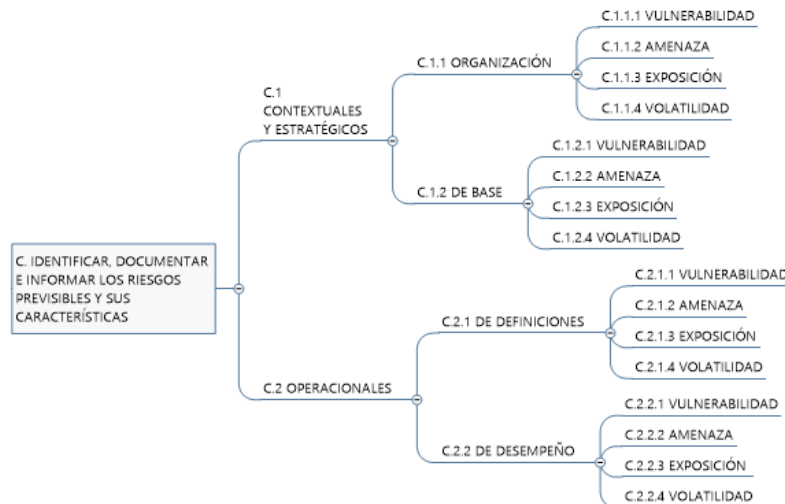 C. IDENTIFICAR, DOCUMENTAR
E INFORMAR LOS RIESGOS
PREVISIBLES Y SUS
CARACTERÍSTICAS
C.1
CONTEXTUALES
Y ESTRATÉGICOS
C.1.1 ORGANIZACIÓN
C.1.1.1 VULNERABILIDAD
C.1.1.2 AMENAZA
C.1.1.3 EXPOSICIÓN
C.1.1.4 VOLATILIDAD
C.1.2 DE BASE
C.1.2.1 VULNERABILIDAD
C.1.2.2 AMENAZA
C.1.2.3 EXPOSICIÓN
C.1.2.4 VOLATILIDAD
C.2 OPERACIONALES
C.2.1 DE DEFINICIONES
C.2.1.1 VULNERABILIDAD
C.2.1.2 AMENAZA
C.2.1.3 EXPOSICIÓN
C.2.1.4 VOLATILIDAD
C.2.2 DE DESEMPEÑO
C.2.2.1 VULNERABILIDAD
C.2.2.2 AMENAZA
C.2.2.3 EXPOSICIÓN
C.2.2.4 VOLATILIDAD